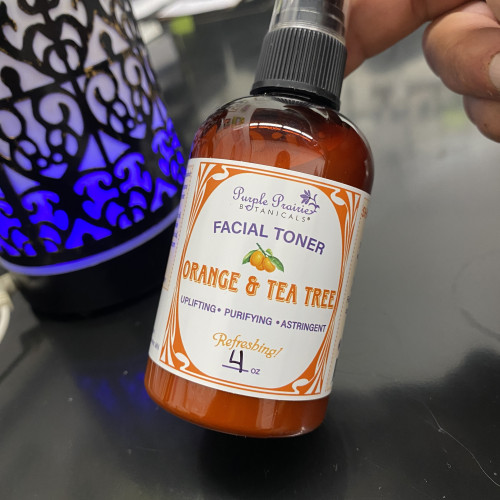 Purple Prairie
BOTANICALS®
FACIAL TONER
ORANGE & TEA TREE
UPLIFTING • PURIFYING • ASTRINGENT
Refreshing!
4 OZ